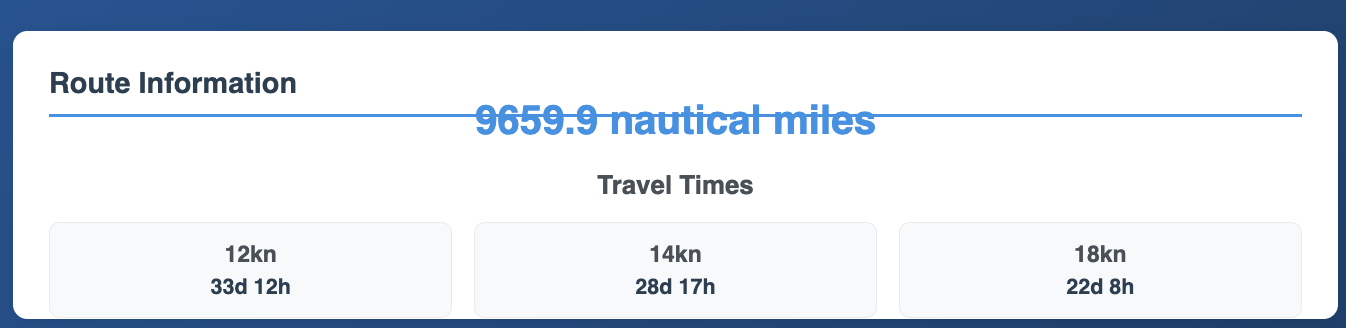 Route Information
9659.9 nautical miles
Travel Times
12kn
33d 12h
14kn
28d 17h
18kn
22d 8h